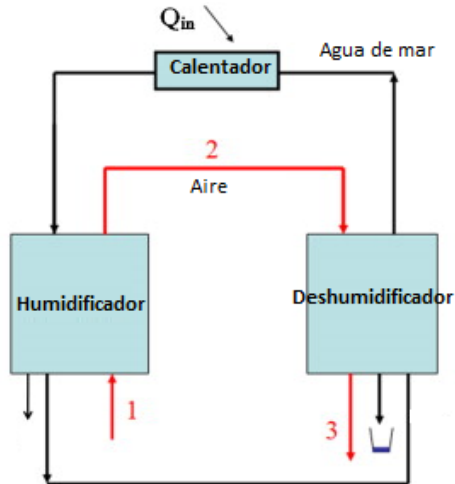 Qin
Calentador
Agua de mar
2
Aire
Humidificador
Deshumidificador
1
3